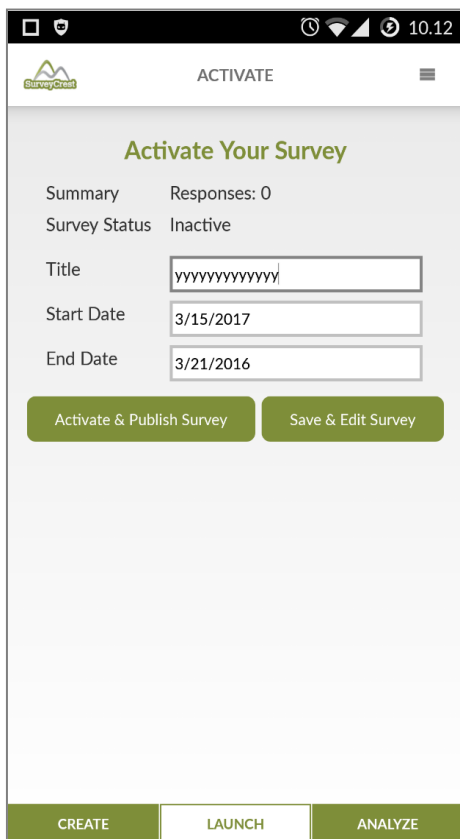 10.12
SurveyCrest
ACTIVATE
Activate Your Survey
Summary Responses: 0
Survey Status Inactive
Title yyyyyyyyyyyyy
Start Date 3/15/2017
End Date 3/21/2016
Activate & Publish Survey Save & Edit Survey
CREATE LAUNCH ANALYZE